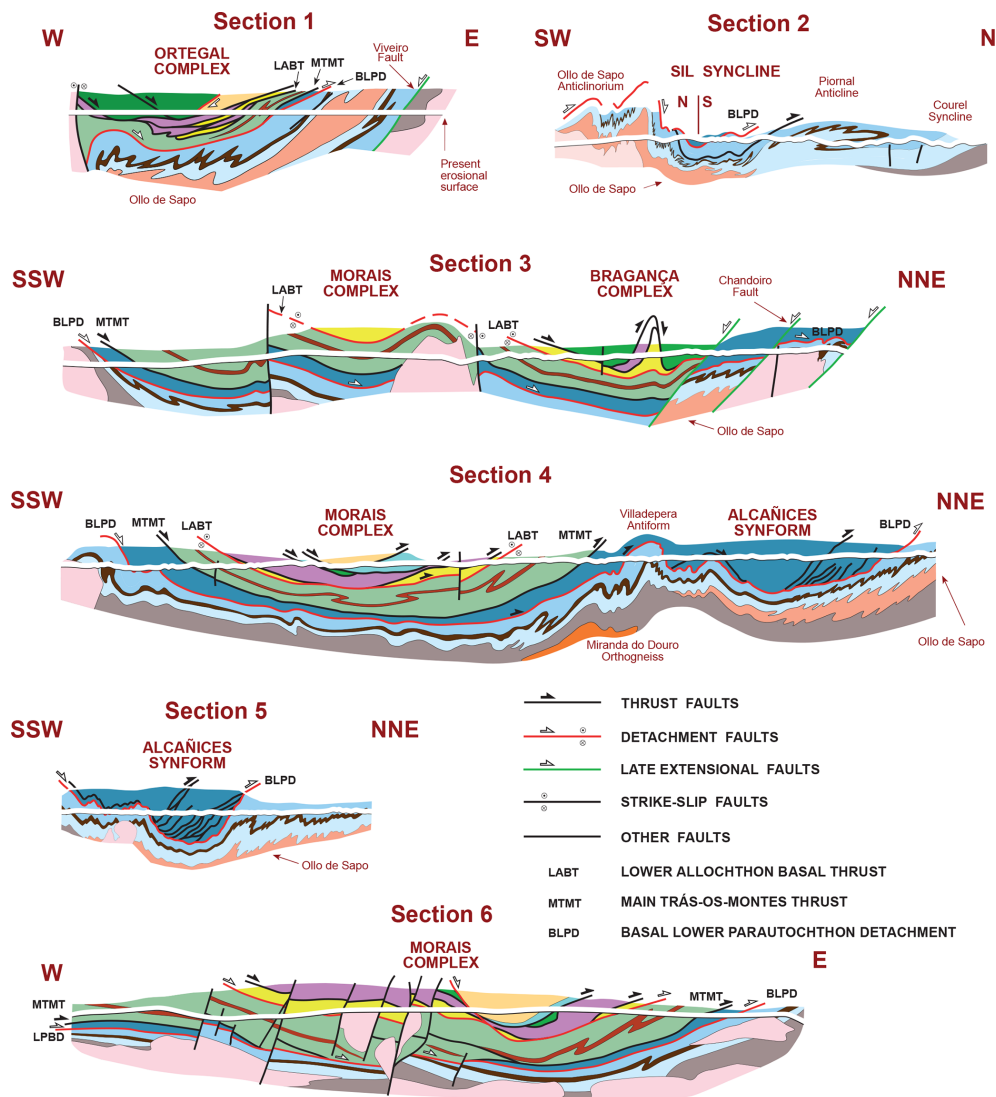 Section 1
W
E
ORTEGAL
COMPLEX
Viveiro
Fault
LABT
MTMT
BLPD
Present
erosional
surface
Ollo de Sapo
Section 2
SW
N
Ollo de Sapo
Anticlinorium
SIL SYNCLINE
N
S
BLPD
Piornal
Anticline
Courel
Syncline
Ollo de Sapo
Section 3
SSW
NNE
MORAIS
COMPLEX
BRAGANÇA
COMPLEX
Chandoiro
Fault
LABT
BLPD
MTMT
LABT
BLPD
Ollo de Sapo
Section 4
SSW
NNE
BLPD
MTMT
LABT
MORAIS
COMPLEX
LABT
MTMT
Villadepera
Antiform
ALCAÑICES
SYNFORM
BLPD
Miranda do Douro
Orthogneiss
Ollo de Sapo
Section 5
SSW
NNE
ALCAÑICES
SYNFORM
BLPD
Ollo de Sapo
THRUST FAULTS
DETACHMENT FAULTS
LATE EXTENSIONAL FAULTS
STRIKE-SLIP FAULTS
OTHER FAULTS
LABT LOWER ALLOCHTHON BASAL THRUST
MTMT MAIN TRÁS-OS-MONTES THRUST
BLPD BASAL LOWER PARAUTOCHTHON DETACHMENT
Section 6
W
E
MORAIS
COMPLEX
MTMT
LPBD
MTMT
BLPD